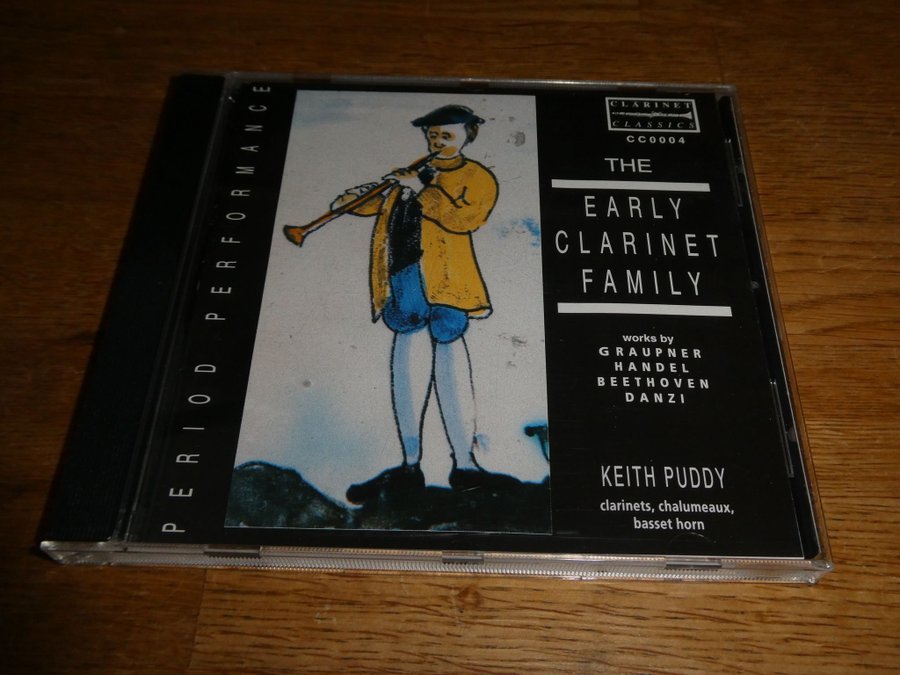 PERIOD PERFORMANCE
CLARINET
CLASSICS
CC0004
THE
EARLY
CLARINET
FAMILY
works by
GRAUPNER
HANDEL
BEETHOVEN
DANZI
KEITH PUDDY
clarinets, chalumeaux,
basset horn